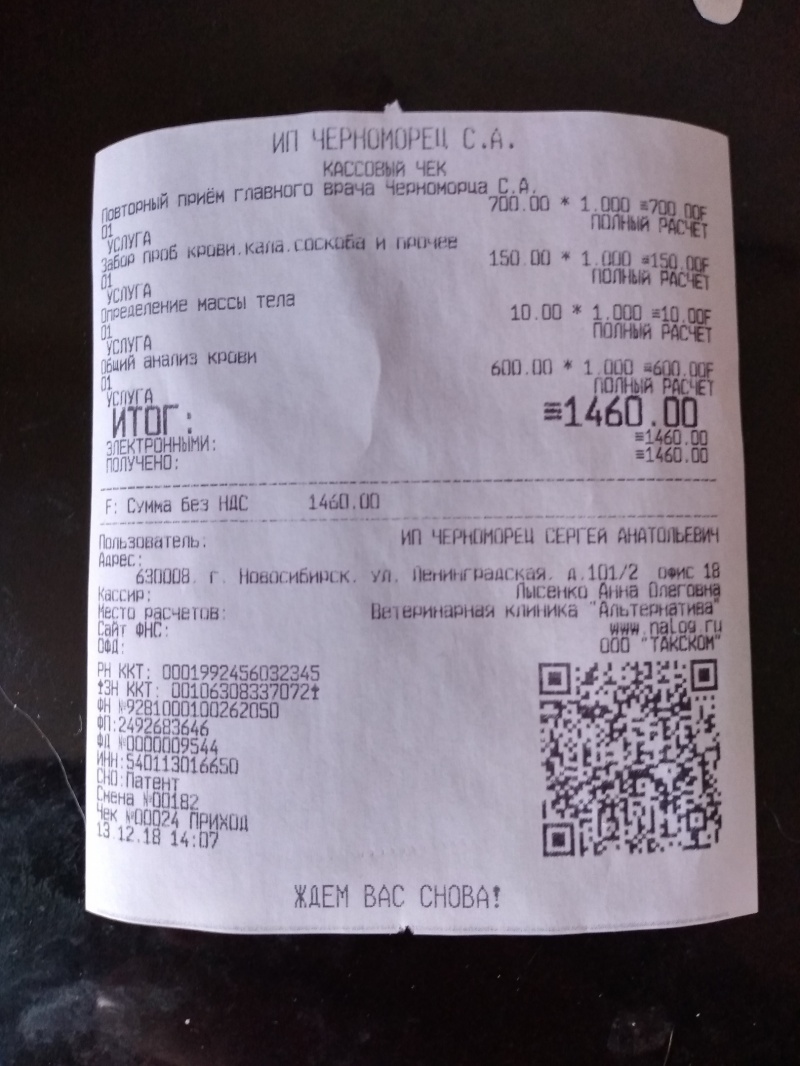 ИП ЧЕРНОМОРЕЦ С.А.
КАССОВЫЙ ЧЕК
Повторный приём главного врача Черноморца С.А.
01 700.00 * 1.000 ≡700.00F
УСЛУГА ПОЛНЫЙ РАСЧЕТ
Забор проб крови.кала.соскоба и прочее
01 150.00 * 1.000 ≡150.00F
УСЛУГА ПОЛНЫЙ РАСЧЕТ
Определение массы тела
01 10.00 * 1.000 ≡10.00F
УСЛУГА ПОЛНЫЙ РАСЧЕТ
Общий анализ крови
01 600.00 * 1.000 ≡600.00F
УСЛУГА ПОЛНЫЙ РАСЧЕТ
ИТОГ: ≡1460.00
ЭЛЕКТРОННЫМИ: ≡1460.00
ПОЛУЧЕНО: ≡1460.00
F: Сумма без НДС 1460.00
Пользователь: ИП ЧЕРНОМОРЕЦ СЕРГЕЙ АНАТОЛЬЕВИЧ
Адрес:
630008. г. Новосибирск. ул. Ленинградская. д.101/2 офис 18
Кассир: Лысенко Анна Олеговна
Место расчетов: Ветеринарная клиника "Альтернатива"
Сайт ФНС: www.nalog.ru
ОФД: ООО "ТАКСКОМ"
РН ККТ: 0001992456032345
ЗН ККТ: 00106308337072
ФН №9281000100262050
ФП:2492683646
ФД №0000009544
ИНН:540113016650
СНО:Патент
Смена №00182
Чек №00024 ПРИХОД
13.12.18 14:07
ЖДЕМ ВАС СНОВА!